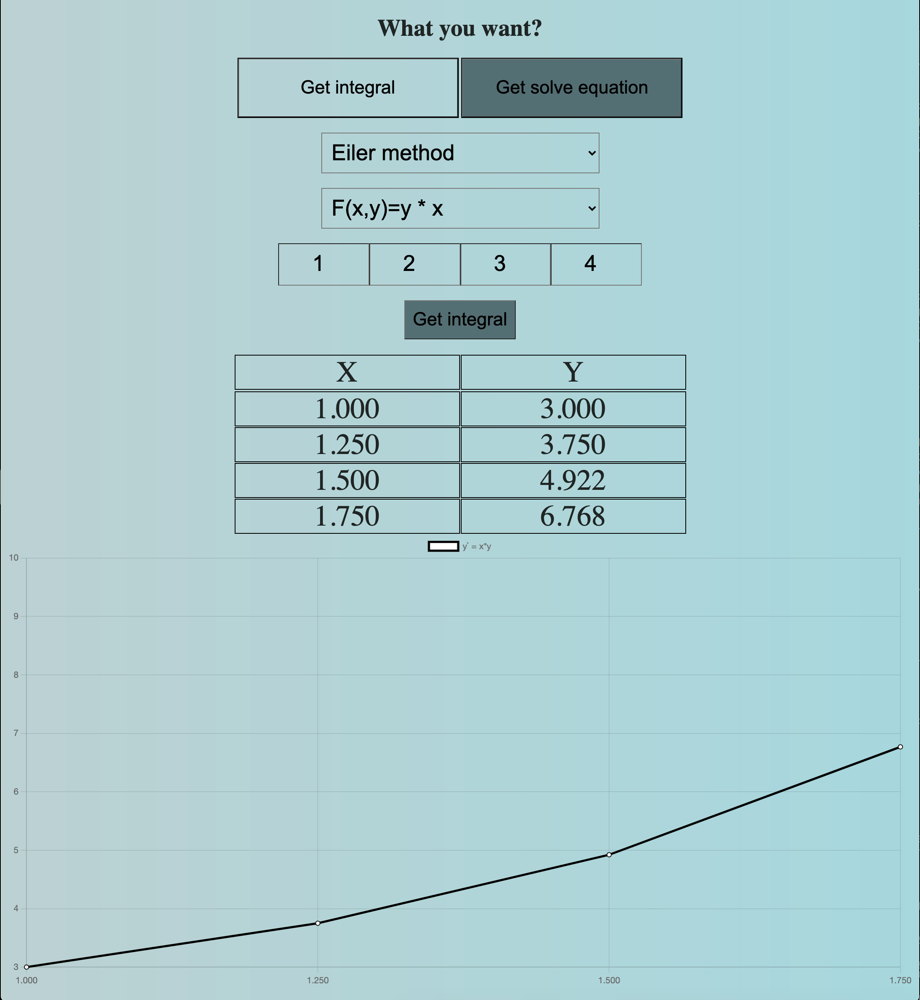 What you want?
Get integral Get solve equation
Eiler method
F(x,y)=y * x
1 2 3 4
Get integral
X Y
1.000 3.000
1.250 3.750
1.500 4.922
1.750 6.768
y` = x*y
10
9
8
7
6
5
4
3
1.000 1.250 1.500 1.750